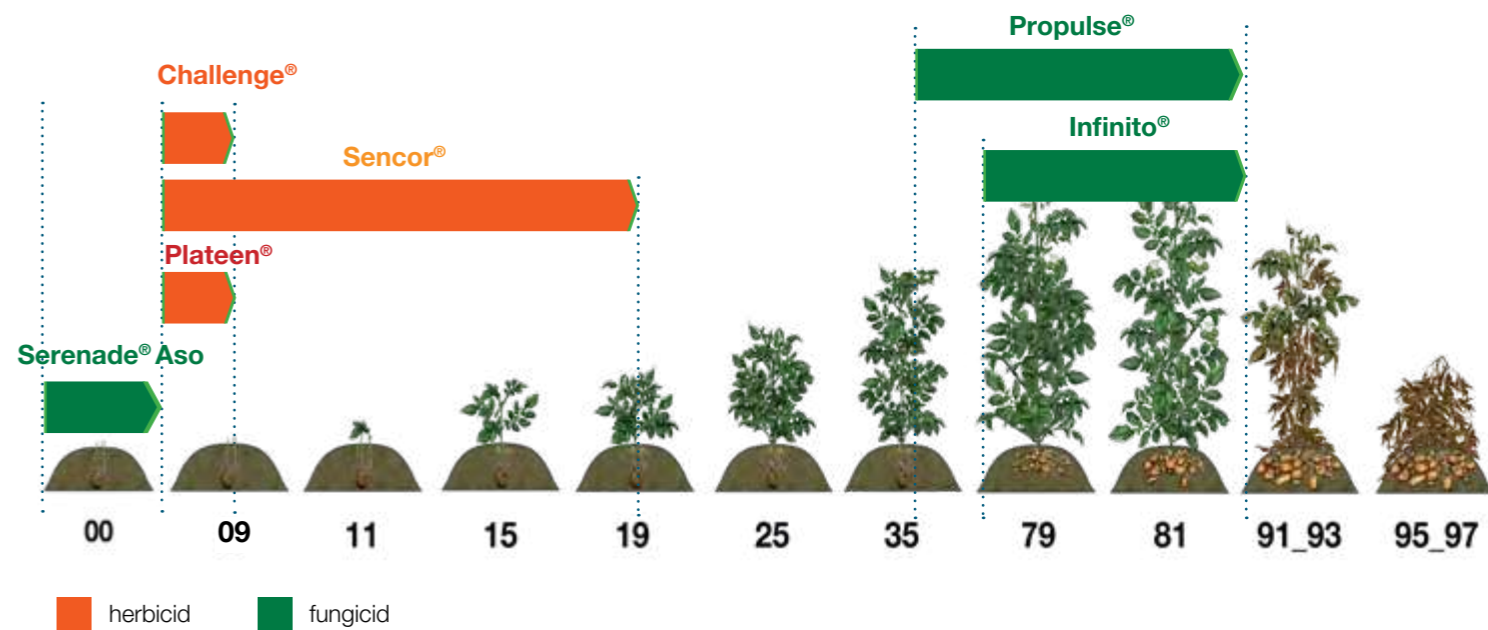 Propulse®
Challenge®
Infinito®
Sencor®
Plateen®
Serenade® Aso
00 09 11 15 19 25 35 79 81 91_93 95_97
herbicid fungicid